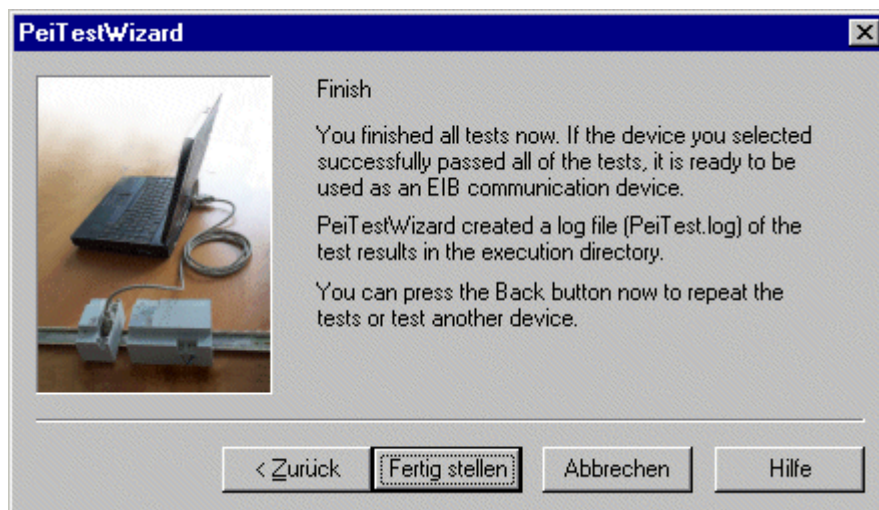 PeiTestWizard
Finish
You finished all tests now. If the device you selected
successfully passed all of the tests, it is ready to be
used as an EIB communication device.
PeiTestWizard created a log file (PeiTest.log) of the
test results in the execution directory.
You can press the Back button now to repeat the
tests or test another device.
< Zurück Fertig stellen Abbrechen Hilfe